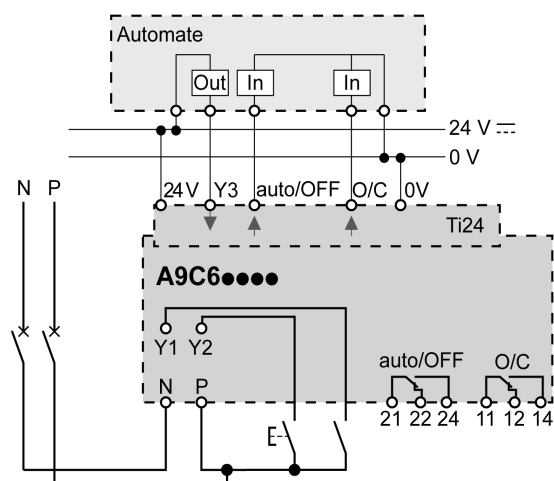 Automate
Out In In
24 V
0 V
N P
24 V Y3 auto/OFF O/C 0V
Ti24
A9C6●●●●
Y1 Y2
auto/OFF O/C
N P
21 22 24 11 12 14